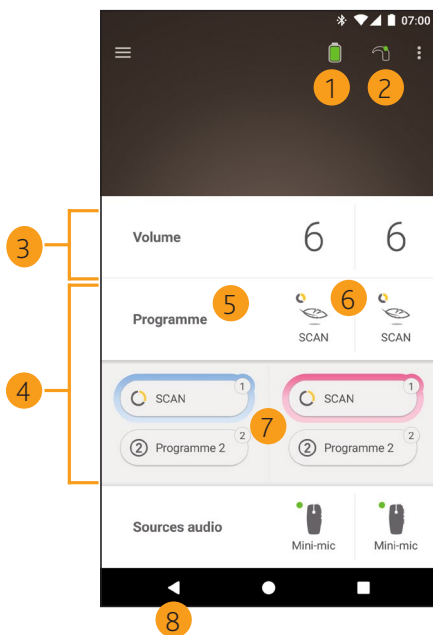 07:00
1 2
3 Volume 6 6
5 6
Programme
SCAN SCAN
4
1 1
SCAN SCAN
7
2 2
2 Programme 2 2 Programme 2
Sources audio
Mini-mic Mini-mic
8